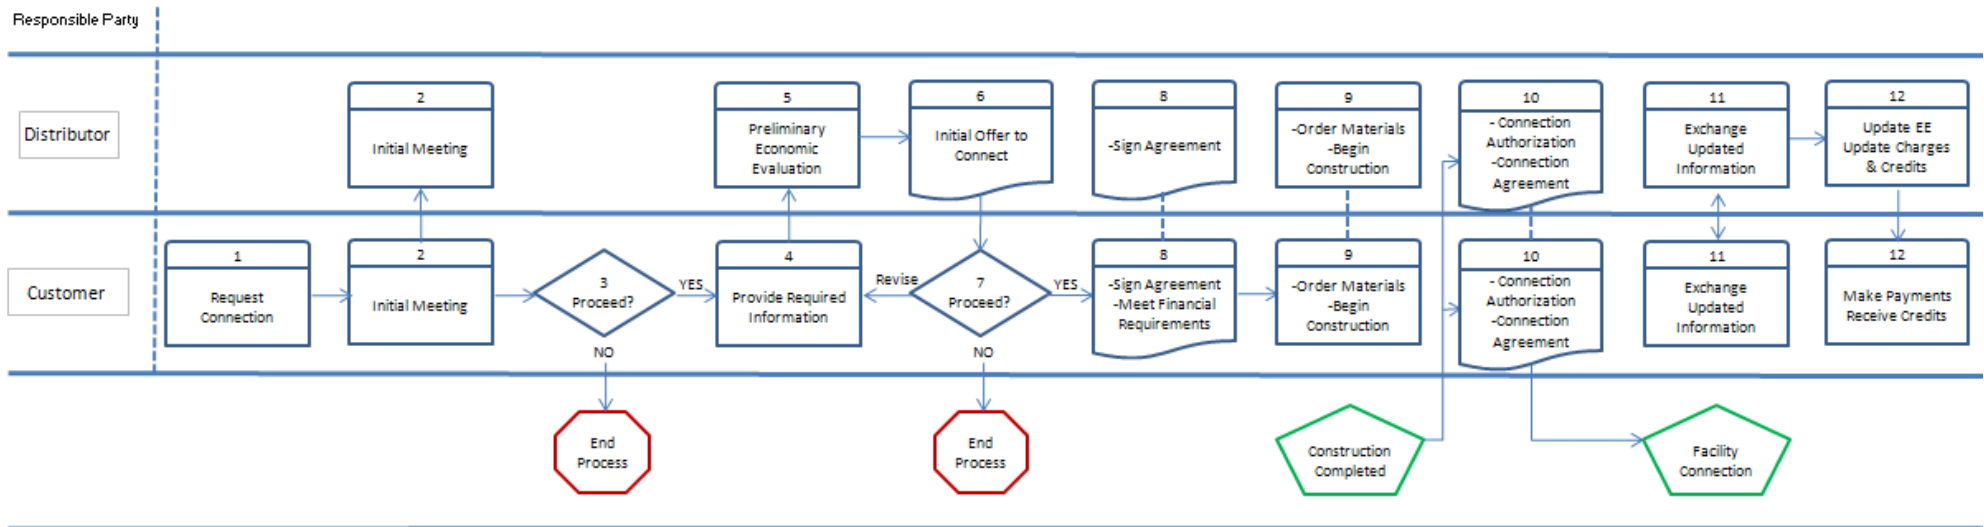 Responsible Party
Distributor
2
Initial Meeting
5
Preliminary
Economic
Evaluation
6
Initial Offer to
Connect
8
-Sign Agreement
9
-Order Materials
-Begin
Construction
10
- Connection
Authorization
-Connection
Agreement
11
Exchange
Updated
Information
12
Update EE
Update Charges
& Credits
Customer
1
Request
Connection
2
Initial Meeting
3
Proceed?
YES
NO
4
Provide Required
Information
Revise
7
Proceed?
YES
NO
8
-Sign Agreement
-Meet Financial
Requirements
9
-Order Materials
-Begin
Construction
10
- Connection
Authorization
-Connection
Agreement
11
Exchange
Updated
Information
12
Make Payments
Receive Credits
End
Process
End
Process
Construction
Completed
Facility
Connection